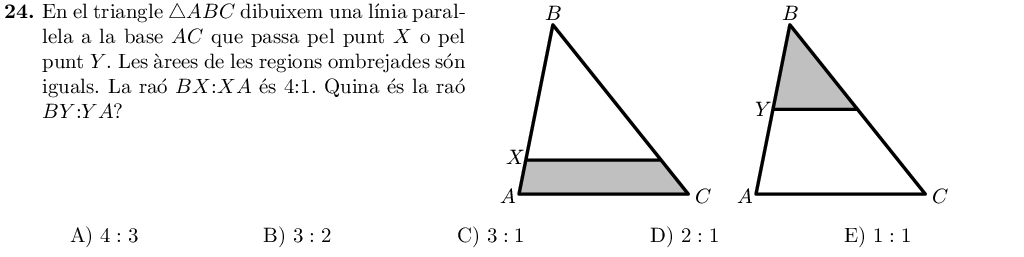 24. En el triangle △ABC dibuixem una línia paral-
lela a la base AC que passa pel punt X o pel
punt Y. Les àrees de les regions ombrejades són
iguals. La raó BX:XA és 4:1. Quina és la raó
BY:YA?
B
X
A
C
B
Y
A
C
A) 4 : 3 B) 3 : 2 C) 3 : 1 D) 2 : 1 E) 1 : 1